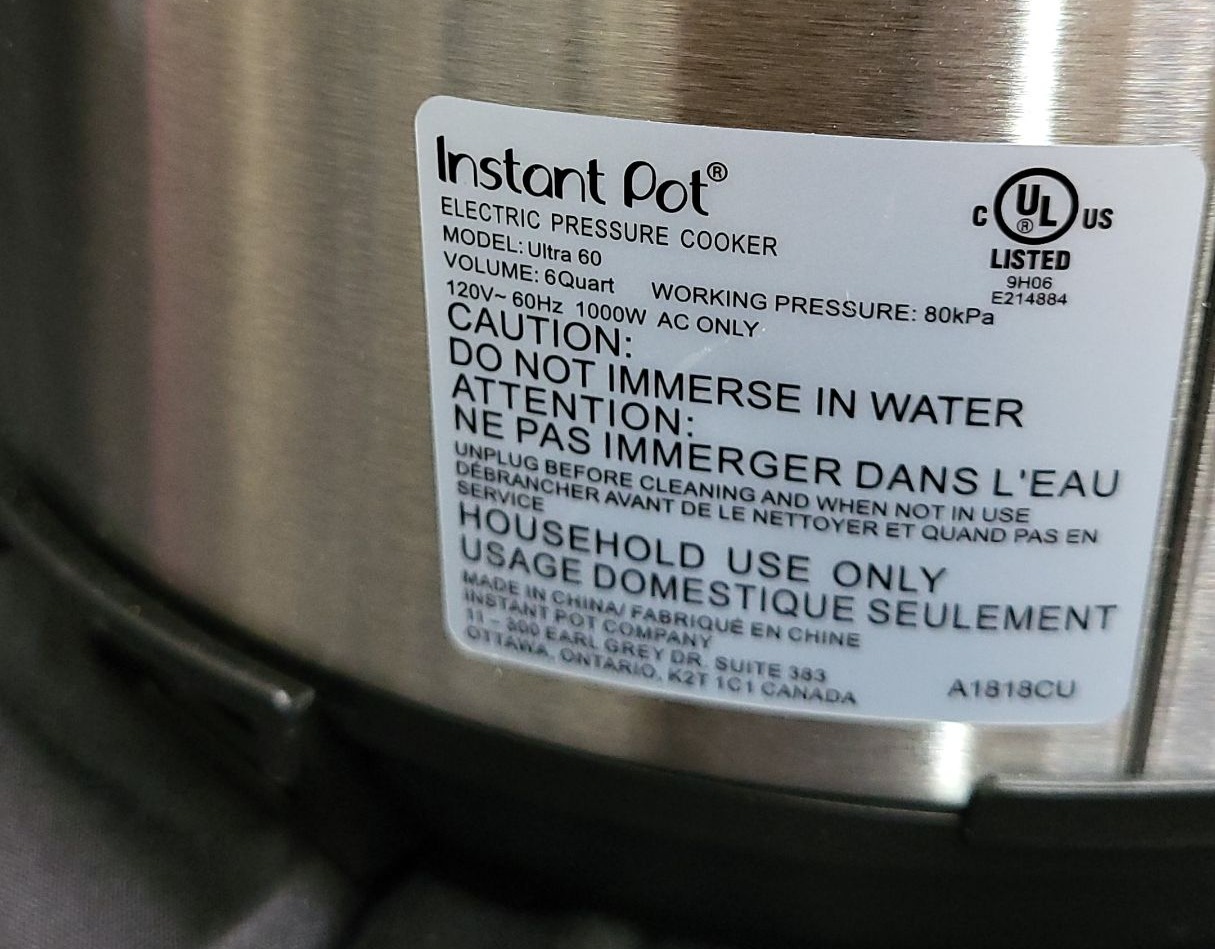 Instant Pot®
ELECTRIC PRESSURE COOKER
MODEL: Ultra 60
VOLUME: 6Quart WORKING PRESSURE: 80kPa
120V~ 60Hz 1000W AC ONLY
C UL® US
LISTED
9H06
E214884
CAUTION:
DO NOT IMMERSE IN WATER
ATTENTION:
NE PAS IMMERGER DANS L'EAU
UNPLUG BEFORE CLEANING AND WHEN NOT IN USE
DÉBRANCHER AVANT DE LE NETTOYER ET QUAND PAS EN
SERVICE
HOUSEHOLD USE ONLY
USAGE DOMESTIQUE SEULEMENT
MADE IN CHINA/ FABRIQUÉ EN CHINE
INSTANT POT COMPANY
11 - 300 EARL GREY DR. SUITE 383
OTTAWA, ONTARIO, K2T 1C1 CANADA
A1818CU